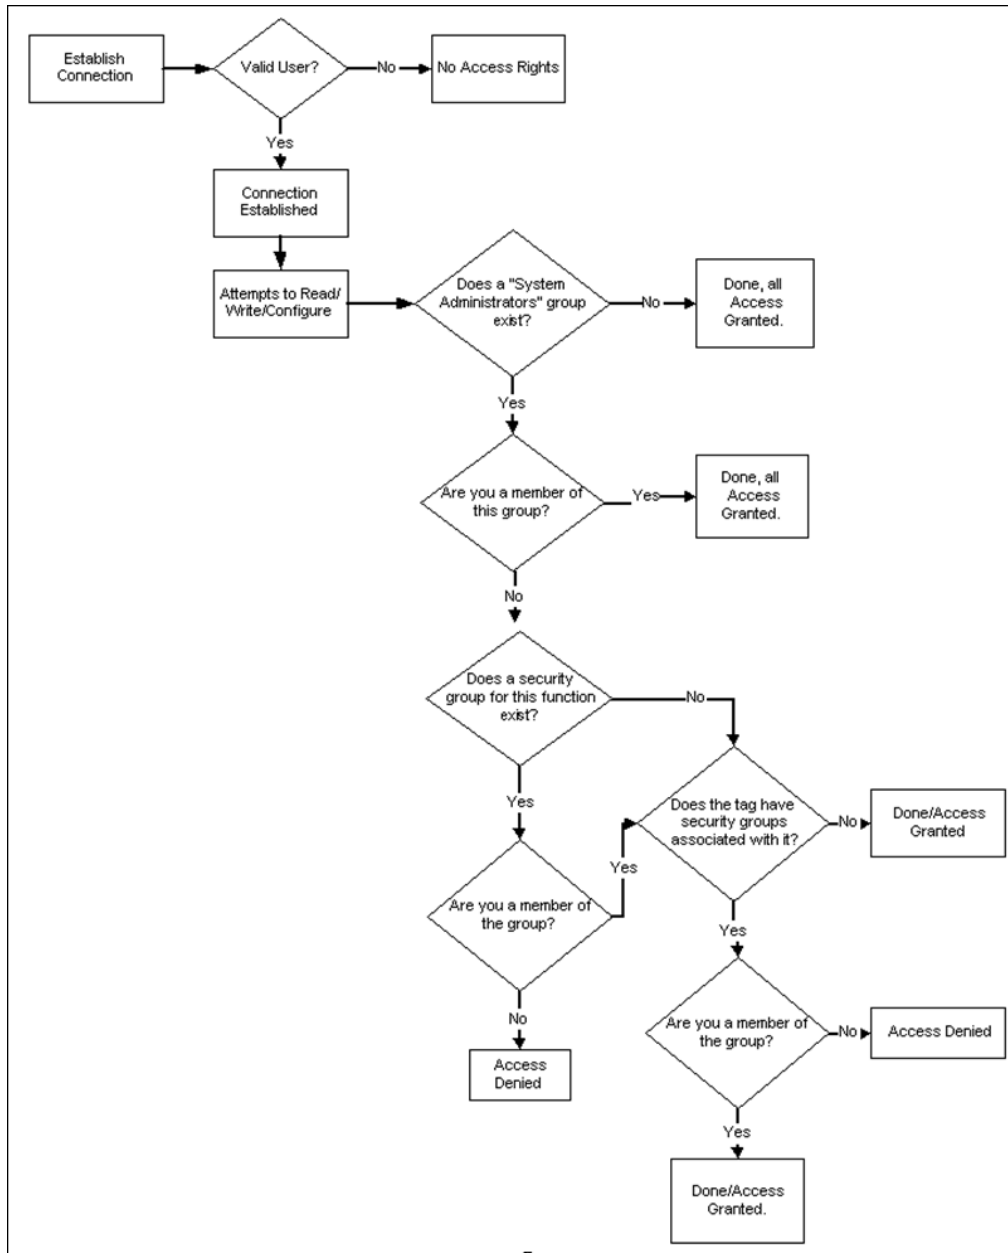 Establish
Connection
Valid User?
No
No Access Rights
Yes
Connection
Established
Attempts to Read/
Write/Configure
Does a "System
Administrators" group
exist?
No
Done, all
Access
Granted.
Yes
Are you a member of
this group?
Yes
Done, all
Access
Granted.
No
Does a security
group for this function
exist?
No
Yes
Does the tag have
security groups
associated with it?
No
Done/Access
Granted
Yes
Are you a member of
the group?
Yes
No
Access
Denied
Are you a member of
the group?
No
Access Denied
Yes
Done/Access
Granted.